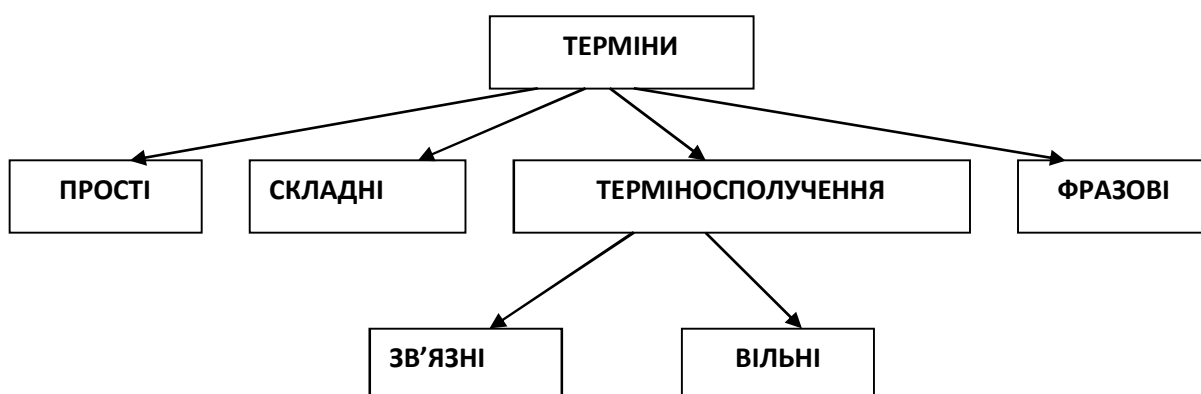 ТЕРМІНИ
ПРОСТІ
СКЛАДНІ
ТЕРМІНОСПОЛУЧЕННЯ
ФРАЗОВІ
ЗВ’ЯЗНІ
ВІЛЬНІ